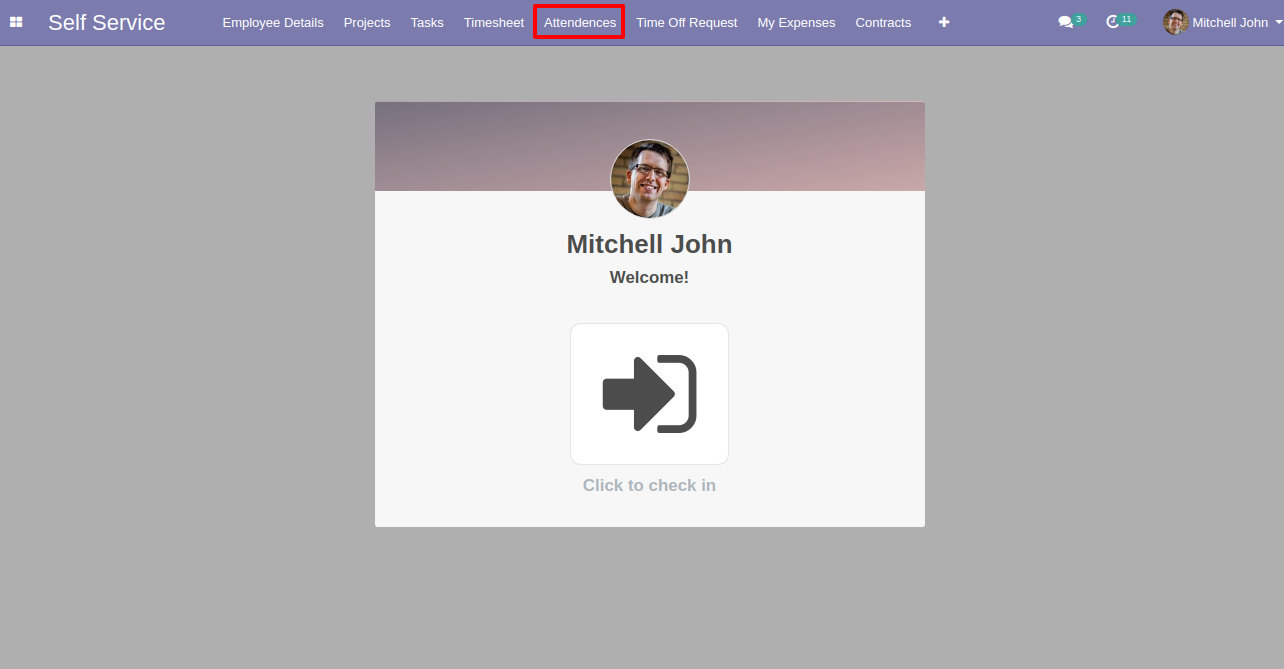 Self Service Employee Details Projects Tasks Timesheet Attendences Time Off Request My Expenses Contracts 3 11 Mitchell John
Mitchell John
Welcome!
Click to check in